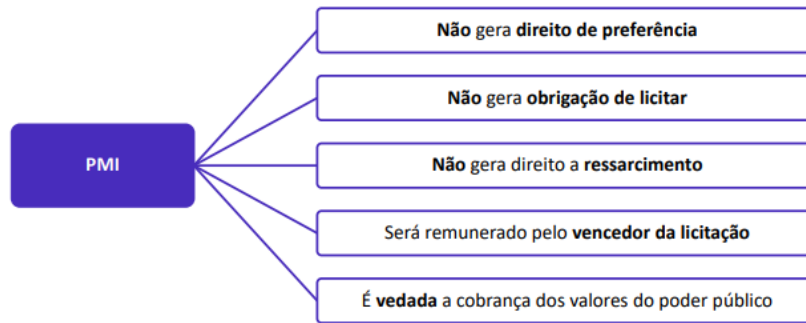 Não gera direito de preferência
Não gera obrigação de licitar
PMI
Não gera direito a ressarcimento
Será remunerado pelo vencedor da licitação
É vedada a cobrança dos valores do poder público